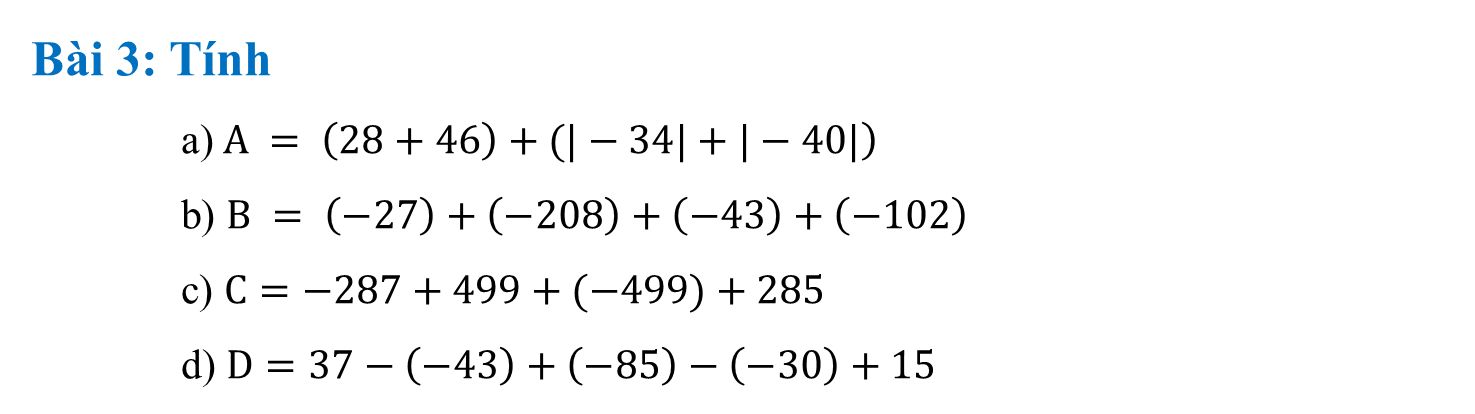 Bài 3: Tính
a) A = (28 + 46) + (| − 34| + | − 40|)
b) B = (−27) + (−208) + (−43) + (−102)
c) C = −287 + 499 + (−499) + 285
d) D = 37 − (−43) + (−85) − (−30) + 15